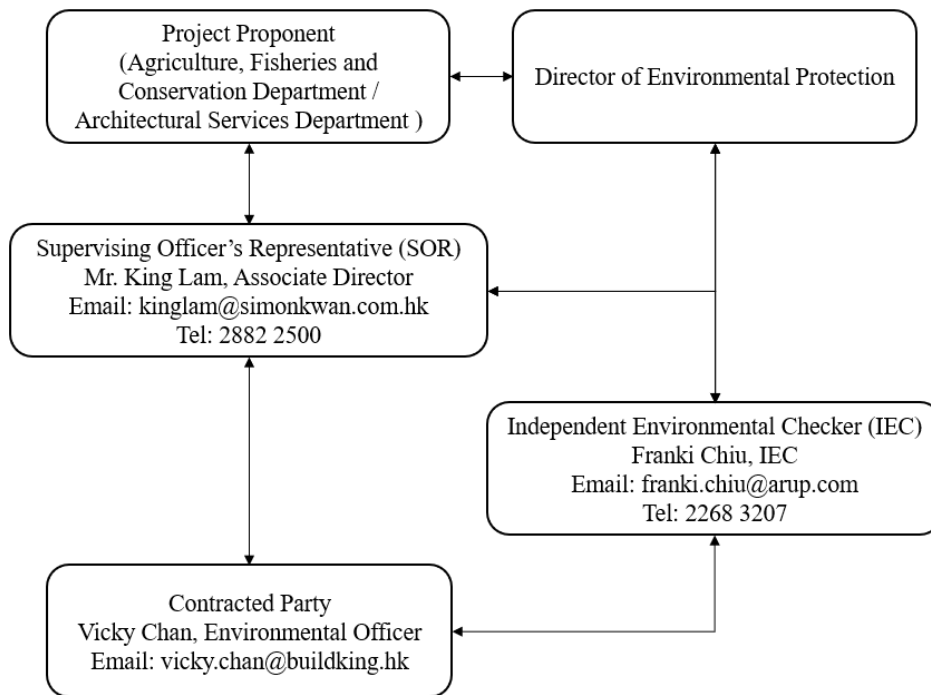 Project Proponent
(Agriculture, Fisheries and
Conservation Department /
Architectural Services Department )
Director of Environmental Protection
Supervising Officer’s Representative (SOR)
Mr. King Lam, Associate Director
Email: kinglam@simonkwan.com.hk
Tel: 2882 2500
Independent Environmental Checker (IEC)
Franki Chiu, IEC
Email: franki.chiu@arup.com
Tel: 2268 3207
Contracted Party
Vicky Chan, Environmental Officer
Email: vicky.chan@buildking.hk